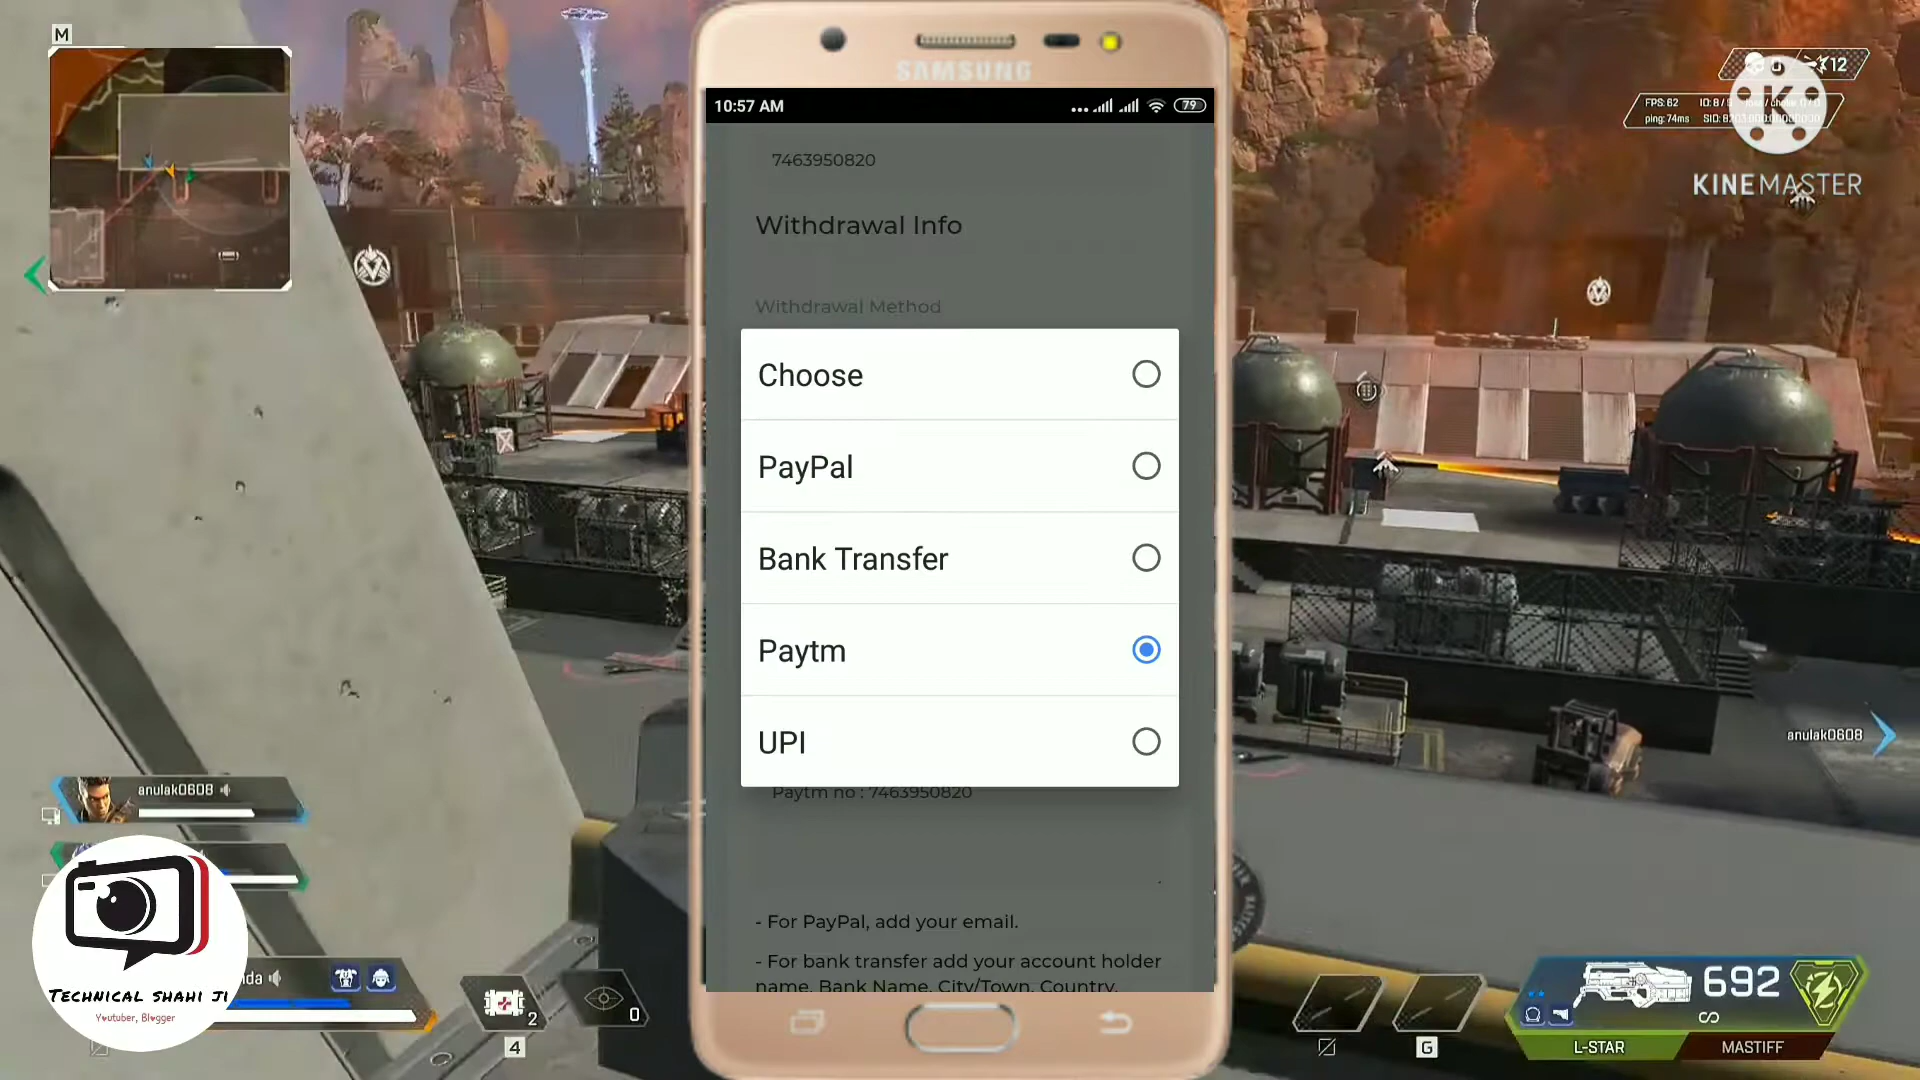 M
SAMSUNG
10:57 AM
79
7463950820
Withdrawal Info
Withdrawal Method
Choose
PayPal
Bank Transfer
Paytm
UPI
Paytm no : 7463950820
- For PayPal, add your email.
- For bank transfer add your account holder
name, Bank Name, City/Town, Country,
12
FPS: 62
ping: 74ms
K
KINEMASTER
anulak0608
anulak0608
TECHNICAL SHAHI JI
Youtuber, Blogger
2
4
0
G
692
L-STAR
MASTIFF